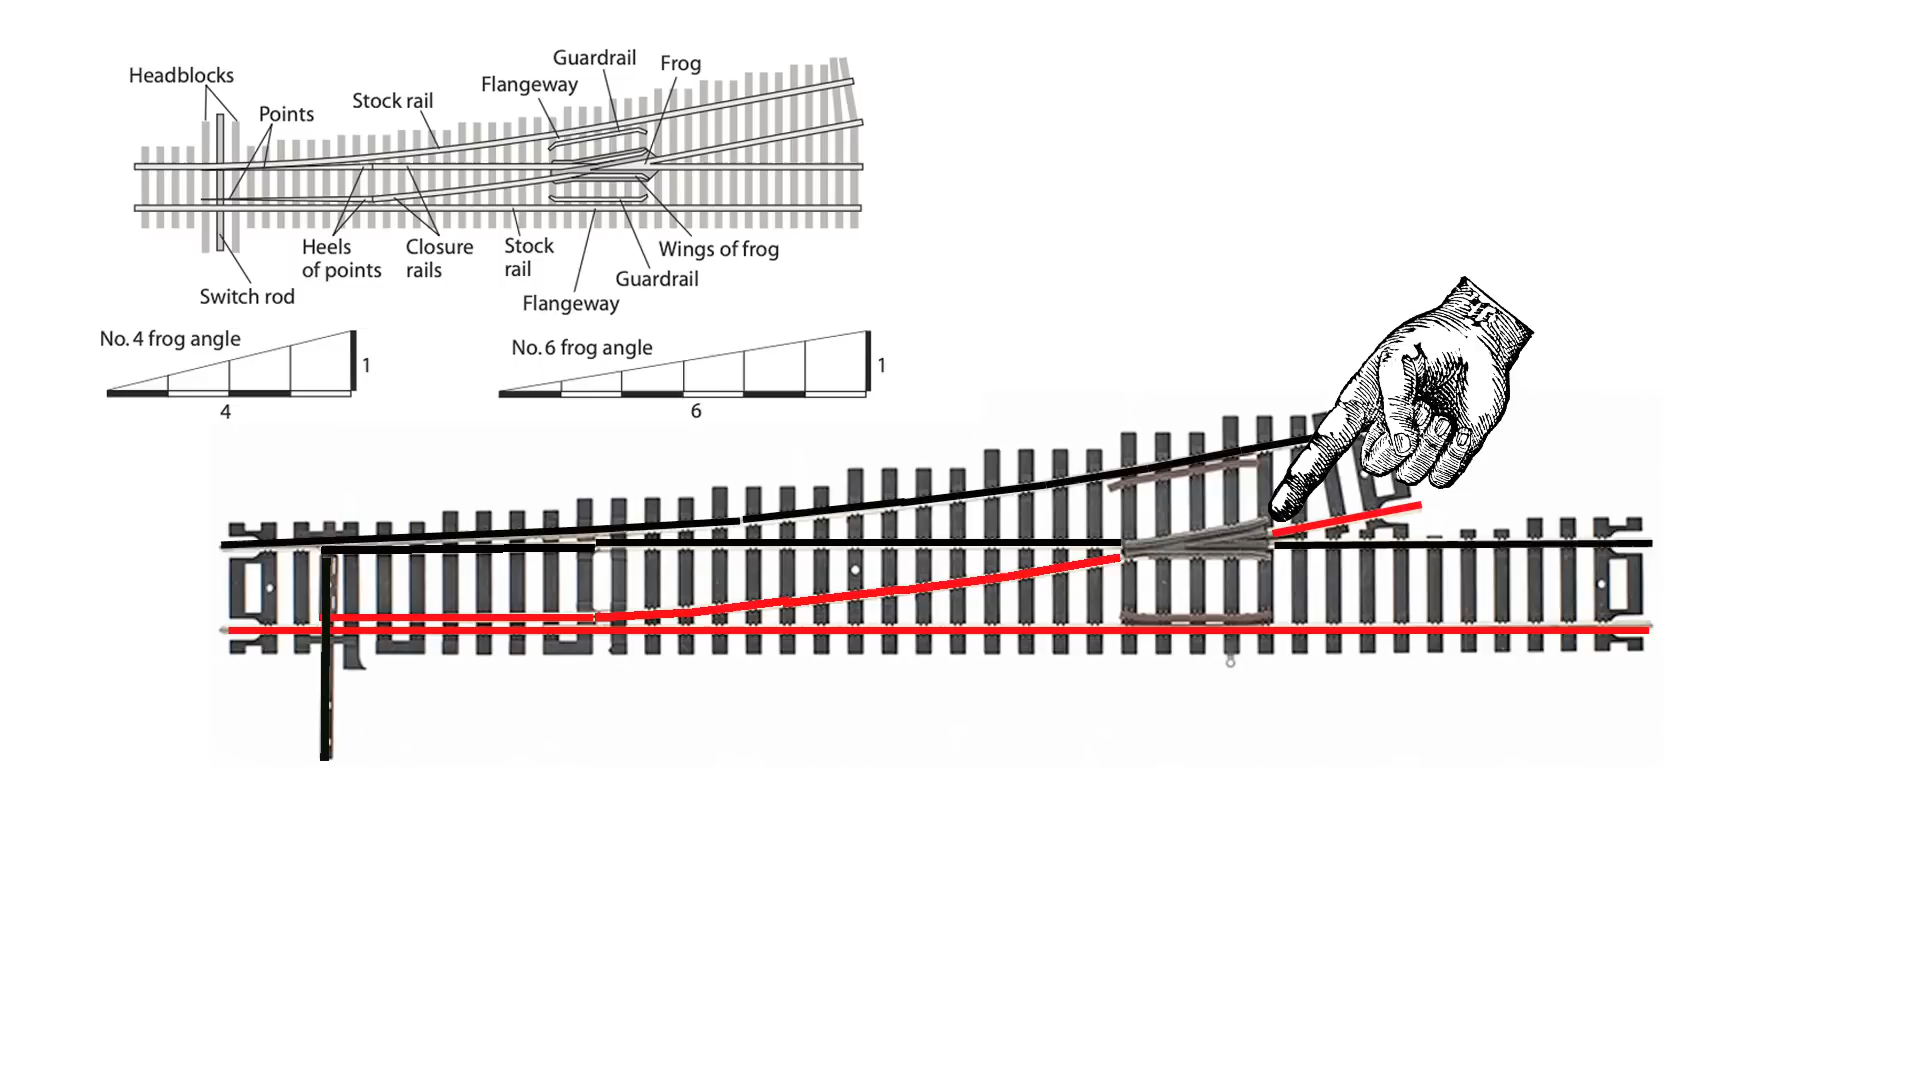 Headblocks
Points
Stock rail
Flangeway
Guardrail
Frog
Heels
of points
Closure
rails
Stock
rail
Wings of frog
Guardrail
Flangeway
Switch rod
No. 4 frog angle
1
4
No. 6 frog angle
1
6